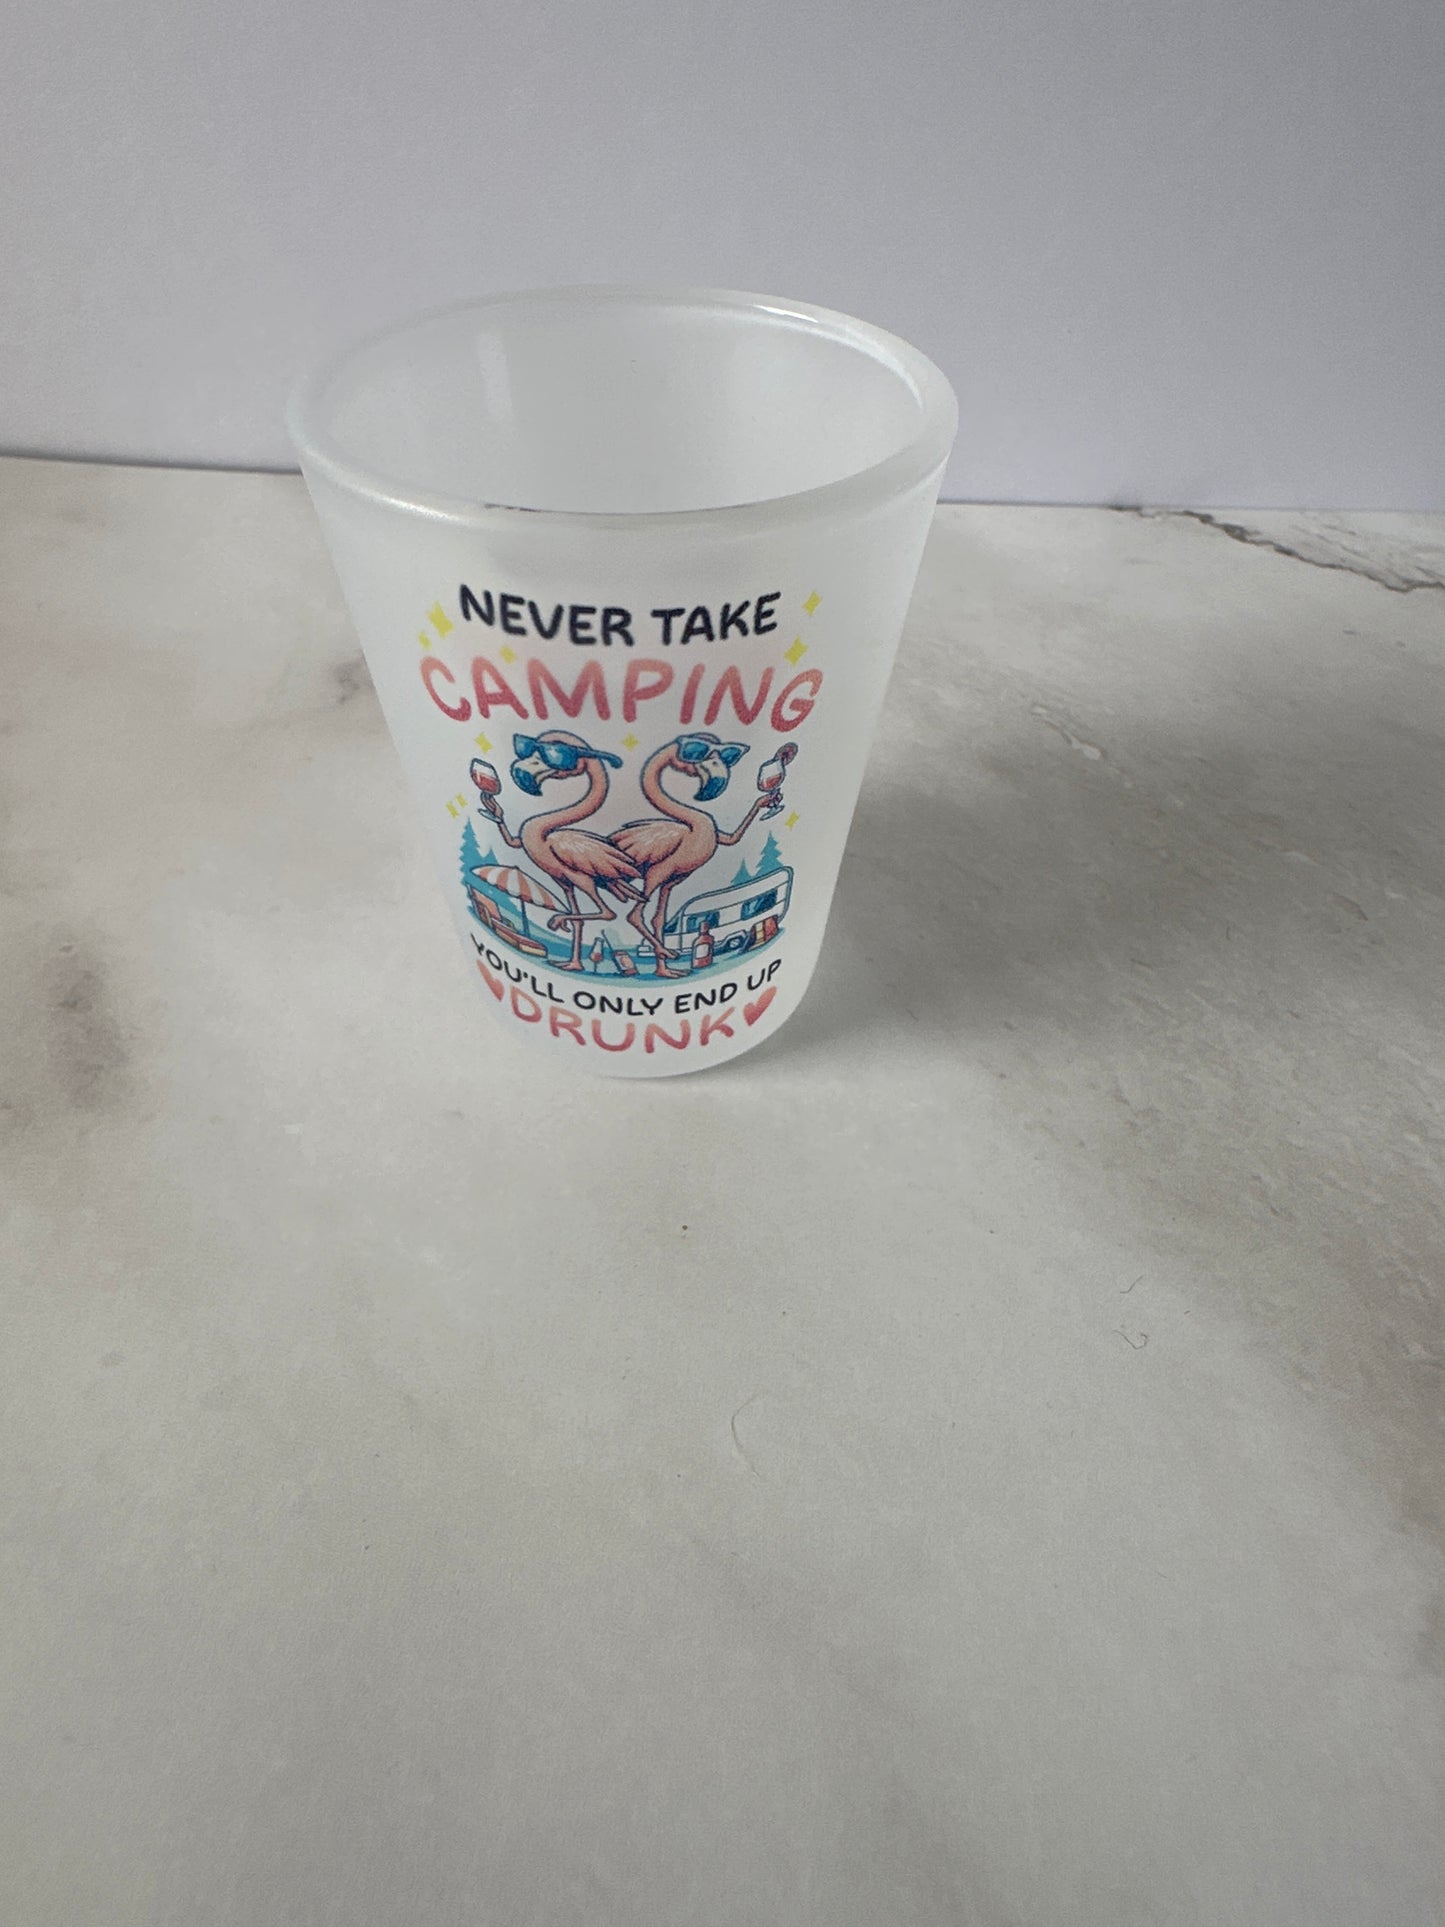 NEVER TAKE
CAMPING
YOU'LL ONLY END UP
DRUNK